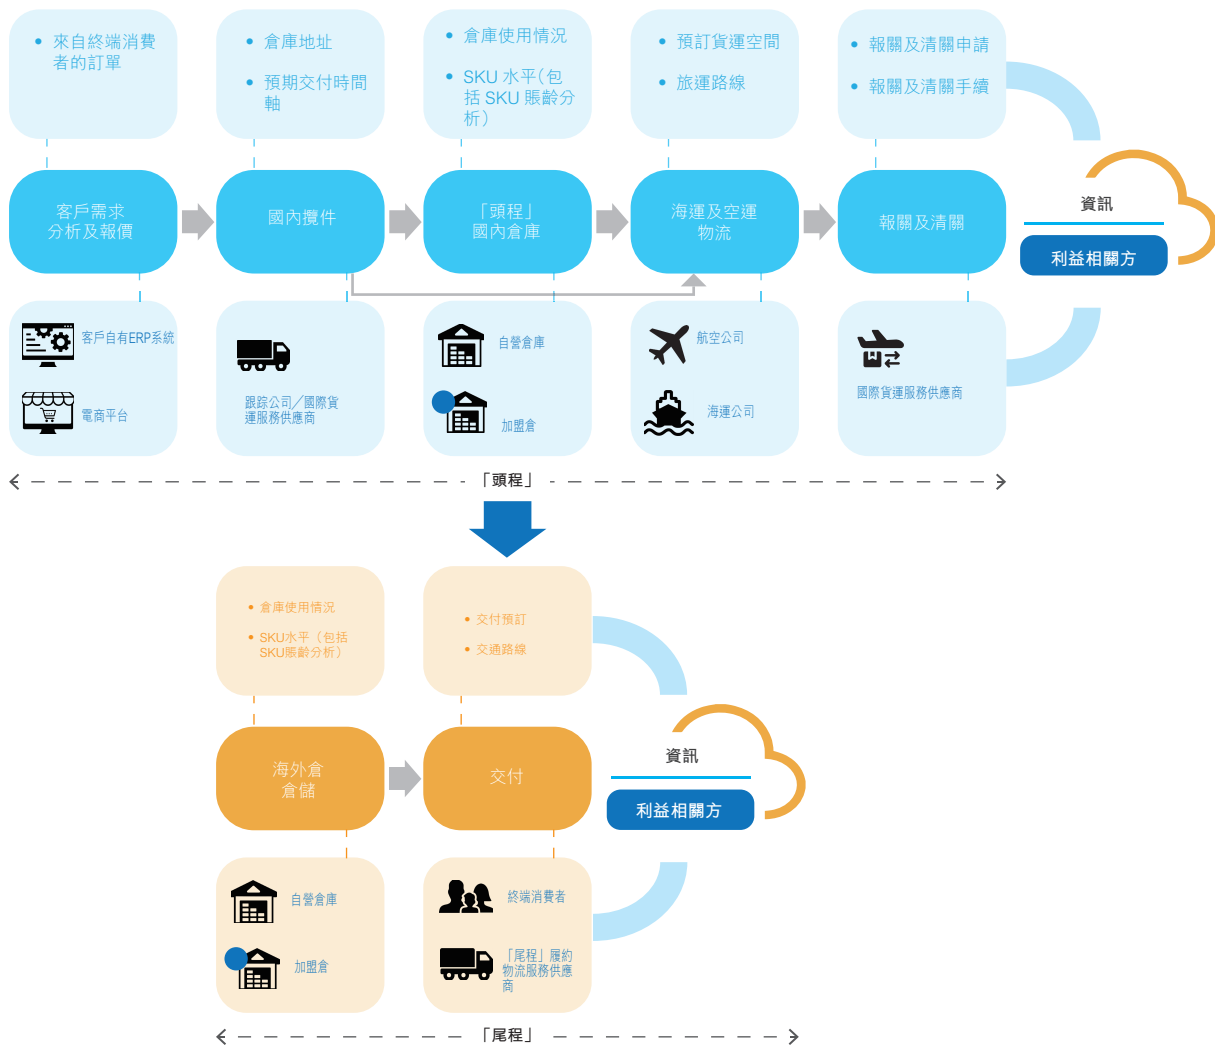 • 來自終端消費
者的訂單
• 倉庫地址
• 預期交付時間
軸
• 倉庫使用情況
• SKU 水平(包
括 SKU 賬齡分
析)
• 預訂貨運空間
• 旅運路線
• 報關及清關申請
• 報關及清關手續
客戶需求
分析及報價
國內攬件
「頭程」
國內倉庫
海運及空運
物流
報關及清關
資訊
利益相關方
客戶自有ERP系統
電商平台
跟踪公司/國際貨
運服務供應商
自營倉庫
加盟倉
航空公司
海運公司
國際貨運服務供應商
「頭程」
• 倉庫使用情況
• SKU水平(包括
SKU賬齡分析)
• 交付預訂
• 交通路線
海外倉
倉儲
交付
資訊
利益相關方
自營倉庫
加盟倉
終端消費者
「尾程」履約
物流服務供應
商
「尾程」